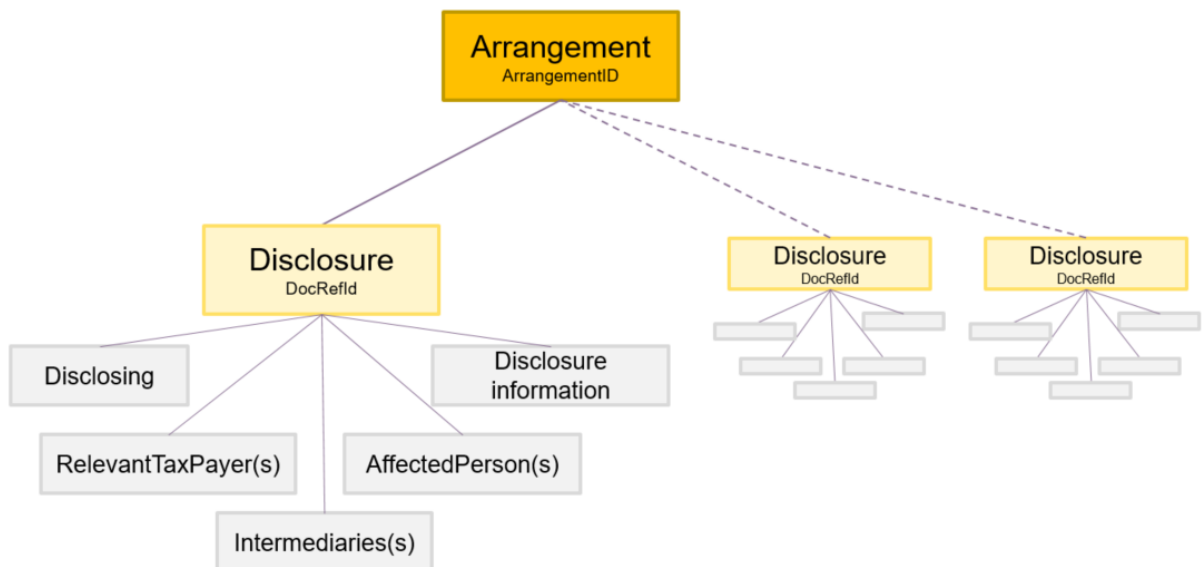 Arrangement
ArrangementID
Disclosure
DocRefId
Disclosure
DocRefId
Disclosure
DocRefId
Disclosing
Disclosure
information
RelevantTaxPayer(s)
AffectedPerson(s)
Intermediaries(s)